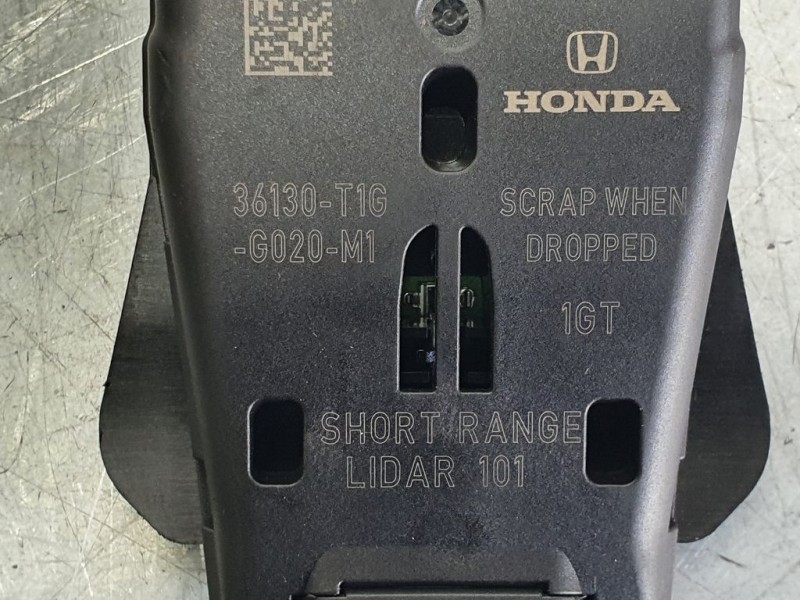 HONDA
36130-T1G
-G020-M1
SCRAP WHEN
DROPPED
1GT
SHORT RANGE
LIDAR 101